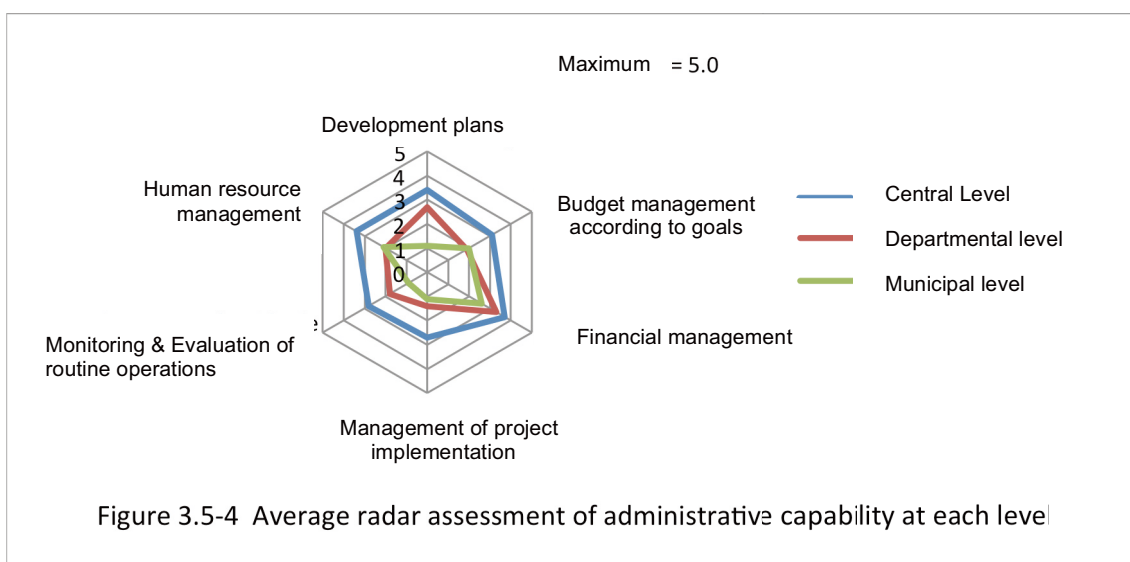 Maximum = 5.0
Development plans
5
4
3
2
1
0
Human resource
management
Budget management
according to goals
Central Level
Departmental level
Municipal level
Financial management
e
Monitoring & Evaluation of
routine operations
Management of project
implementation
Figure 3.5-4 Average radar assessment of administrative capability at each level